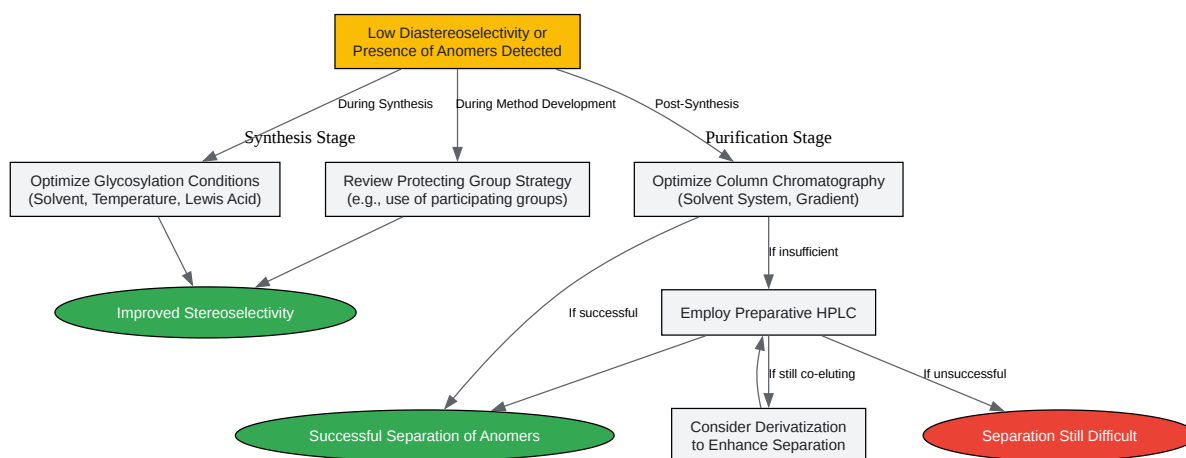 Low Diastereoselectivity or
Presence of Anomers Detected
During Synthesis
During Method Development
Post-Synthesis
Synthesis Stage
Purification Stage
Optimize Glycosylation Conditions
(Solvent, Temperature, Lewis Acid)
Review Protecting Group Strategy
(e.g., use of participating groups)
Optimize Column Chromatography
(Solvent System, Gradient)
If insufficient
Improved Stereoselectivity
If successful
Employ Preparative HPLC
If still co-eluting
If unsuccessful
Successful Separation of Anomers
Consider Derivatization
to Enhance Separation
Separation Still Difficult